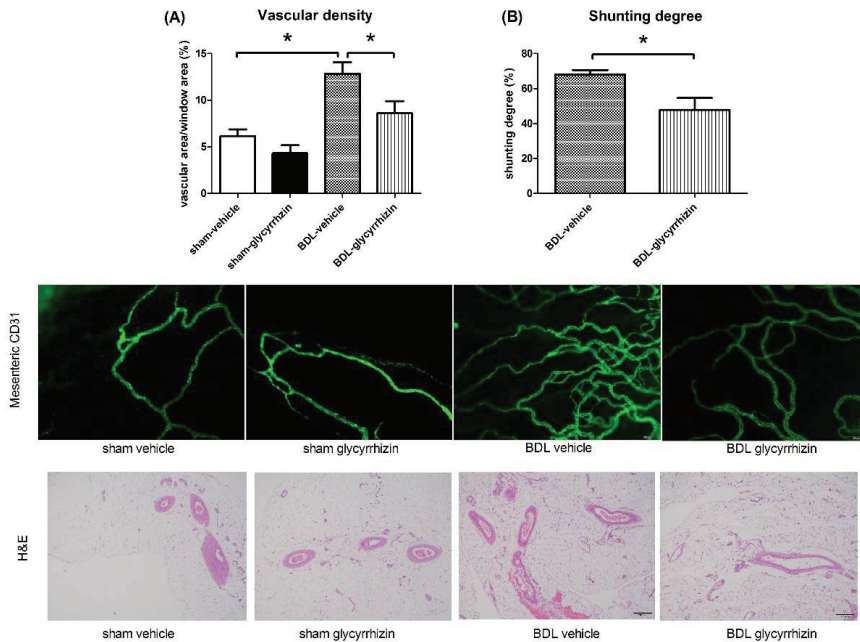 (A) Vascular density
vascular area/window area (%)
15
10
5
0
*
*
sham-vehicle
sham-glycyrrhzin
BDL-vehicle
BDL-glycyrrhizin
(B) Shunting degree
shunting degree (%)
80
60
40
20
0
*
BDL-vehicle
BDL-glycyrrhizin
Mesenteric CD31
sham vehicle
sham glycyrrhizin
BDL vehicle
BDL glycyrrhizin
H&E
sham vehicle
sham glycyrrhizin
BDL vehicle
BDL glycyrrhizin